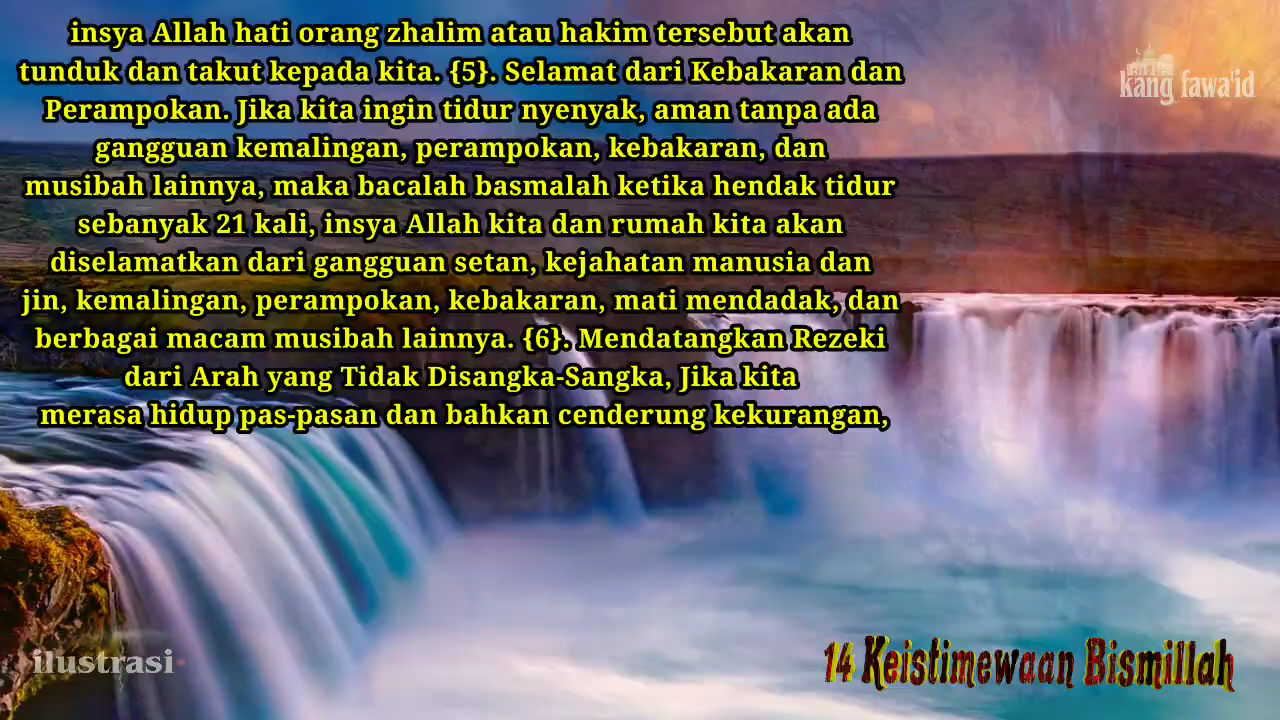 insya Allah hati orang zhalim atau hakim tersebut akan
tunduk dan takut kepada kita. {5}. Selamat dari Kebakaran dan
Perampokan. Jika kita ingin tidur nyenyak, aman tanpa ada
gangguan kemalingan, perampokan, kebakaran, dan
musibah lainnya, maka bacalah basmalah ketika hendak tidur
sebanyak 21 kali, insya Allah kita dan rumah kita akan
diselamatkan dari gangguan setan, kejahatan manusia dan
jin, kemalingan, perampokan, kebakaran, mati mendadak, dan
berbagai macam musibah lainnya. {6}. Mendatangkan Rezeki
dari Arah yang Tidak Disangka-Sangka, Jika kita
merasa hidup pas-pasan dan bahkan cenderung kekurangan,
kang fawa'id
ilustrasi
14 Keistimewaan Bismillah